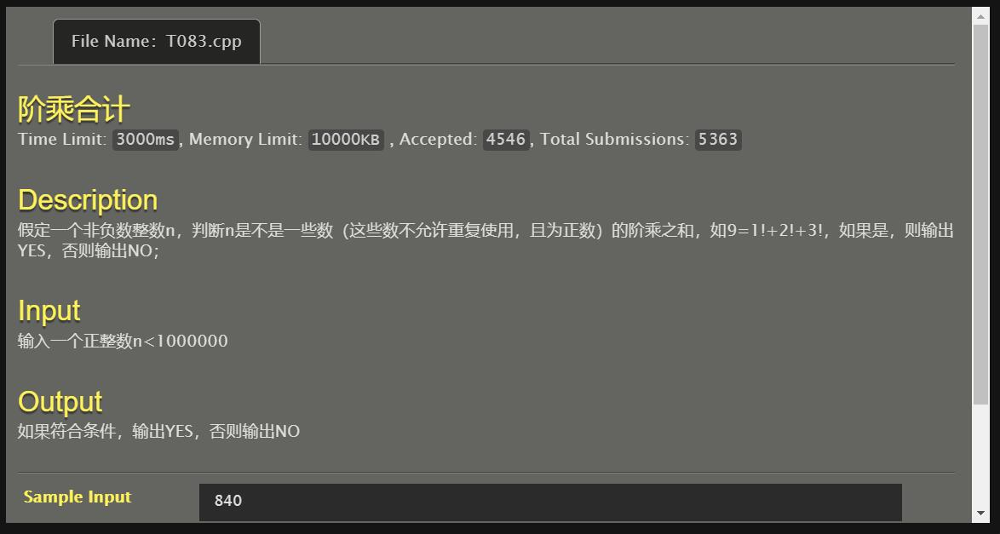 File Name：T083.cpp
阶乘合计
Time Limit: 3000ms, Memory Limit: 10000KB , Accepted: 4546, Total Submissions: 5363
Description
假定一个非负数整数n，判断n是不是一些数（这些数不允许重复使用，且为正数）的阶乘之和，如9=1!+2!+3!，如果是，则输出
YES，否则输出NO；
Input
输入一个正整数n<1000000
Output
如果符合条件，输出YES，否则输出NO
Sample Input
840